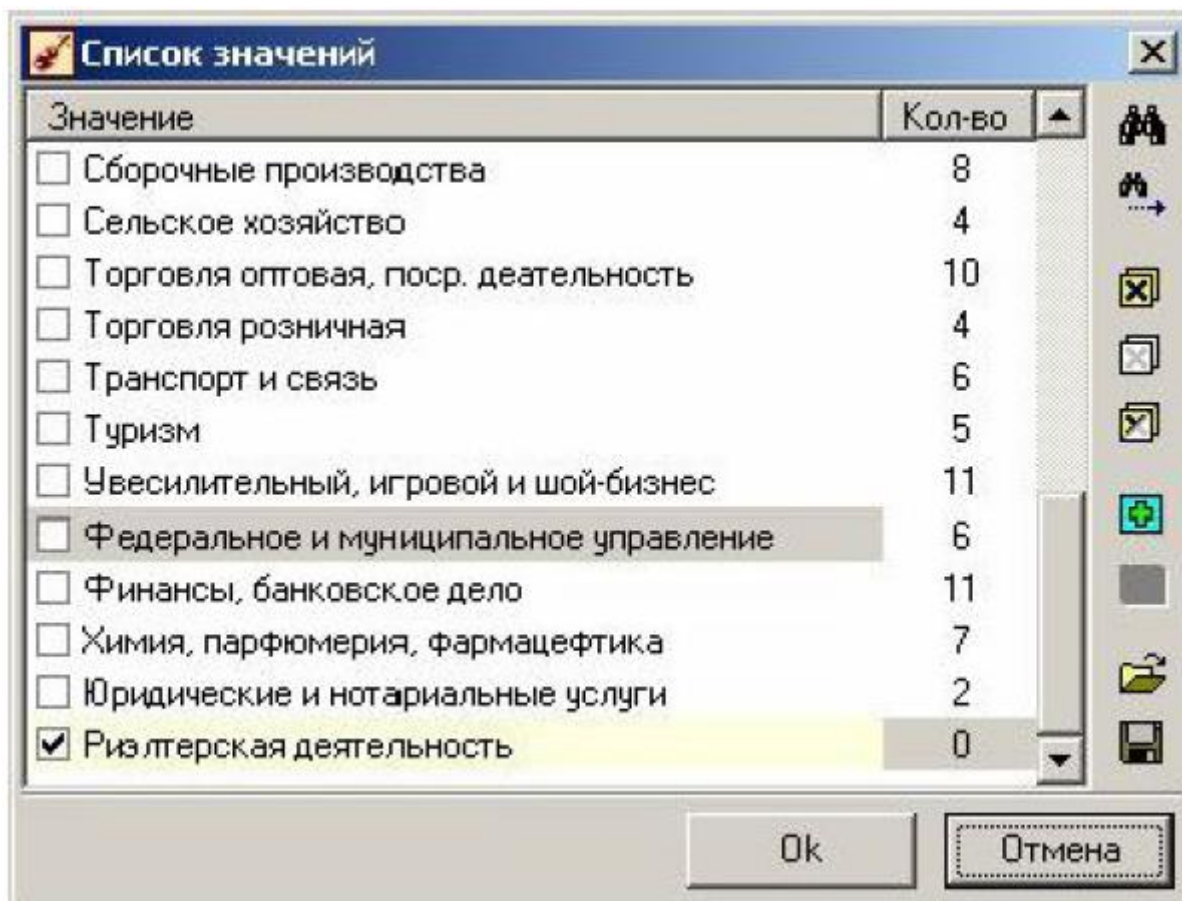 Список значений
Значение Кол-во
Сборочные производства 8
Сельское хозяйство 4
Торговля оптовая, поср. деательность 10
Торговля розничная 4
Транспорт и связь 6
Туризм 5
Увесилительный, игровой и шой-бизнес 11
Федеральное и муниципальное управление 6
Финансы, банковское дело 11
Химия, парфюмерия, фармацефтика 7
Юридические и нотариальные услуги 2
Риэлтерская деятельность 0
Ok Отмена